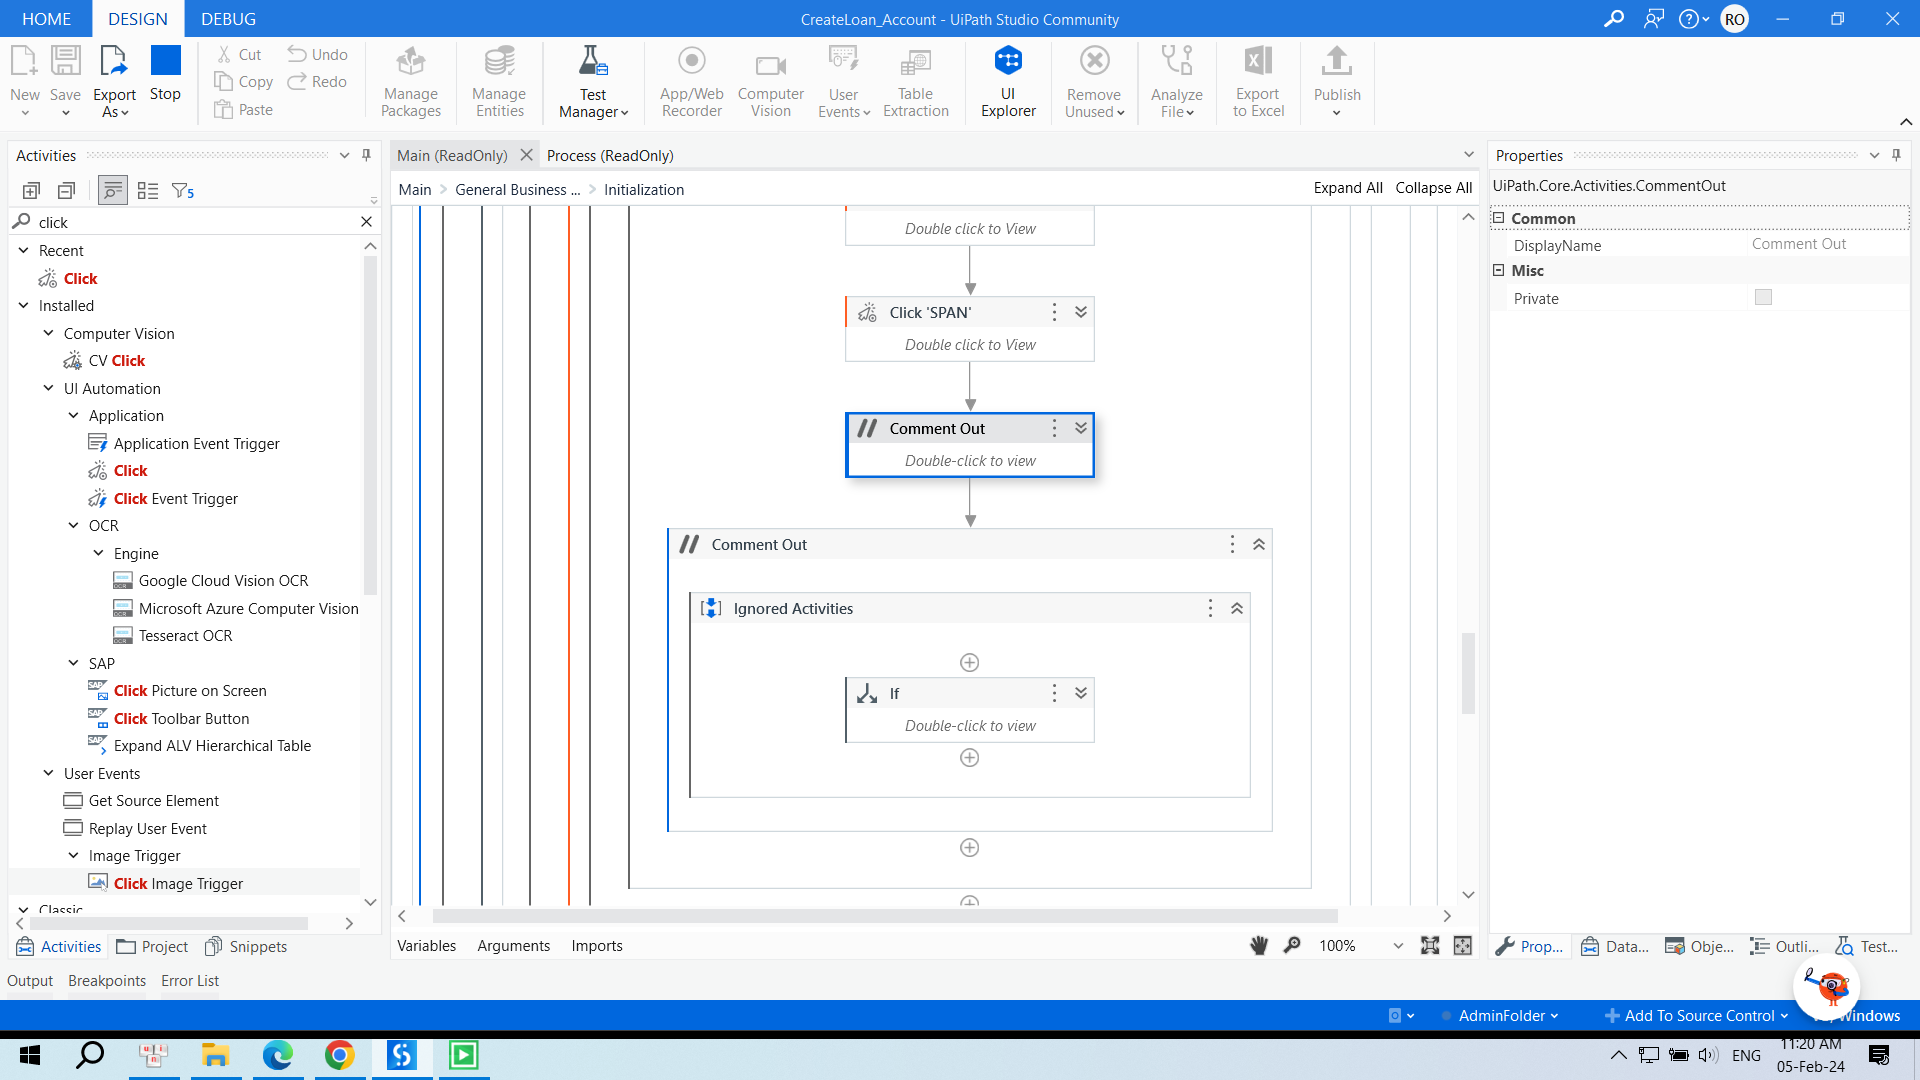 HOME
DESIGN
DEBUG
CreateLoan_Account - UiPath Studio Community
RO
New
Save
Export As
Stop
Cut
Copy
Paste
Undo
Redo
Manage Packages
Manage Entities
Test Manager
App/Web Recorder
Computer Vision
User Events
Table Extraction
UI Explorer
Remove Unused
Analyze File
Export to Excel
Publish
Activities
5
click
Recent
Click
Installed
Computer Vision
CV Click
UI Automation
Application
Application Event Trigger
Click
Click Event Trigger
OCR
Engine
Google Cloud Vision OCR
Microsoft Azure Computer Vision
Tesseract OCR
SAP
Click Picture on Screen
Click Toolbar Button
Expand ALV Hierarchical Table
User Events
Get Source Element
Replay User Event
Image Trigger
Click Image Trigger
Classic
Activities
Project
Snippets
Main (ReadOnly)
Process (ReadOnly)
Main > General Business ... > Initialization
Expand All
Collapse All
Double click to View
Click 'SPAN'
Double click to View
Comment Out
Double-click to view
Comment Out
Ignored Activities
If
Double-click to view
Variables
Arguments
Imports
100%
Properties
UiPath.Core.Activities.CommentOut
Common
DisplayName
Comment Out
Misc
Private
Prop...
Data...
Obje...
Outli...
Test...
Output
Breakpoints
Error List
AdminFolder
Add To Source Control
Windows
ENG
11:20 AM
05-Feb-24